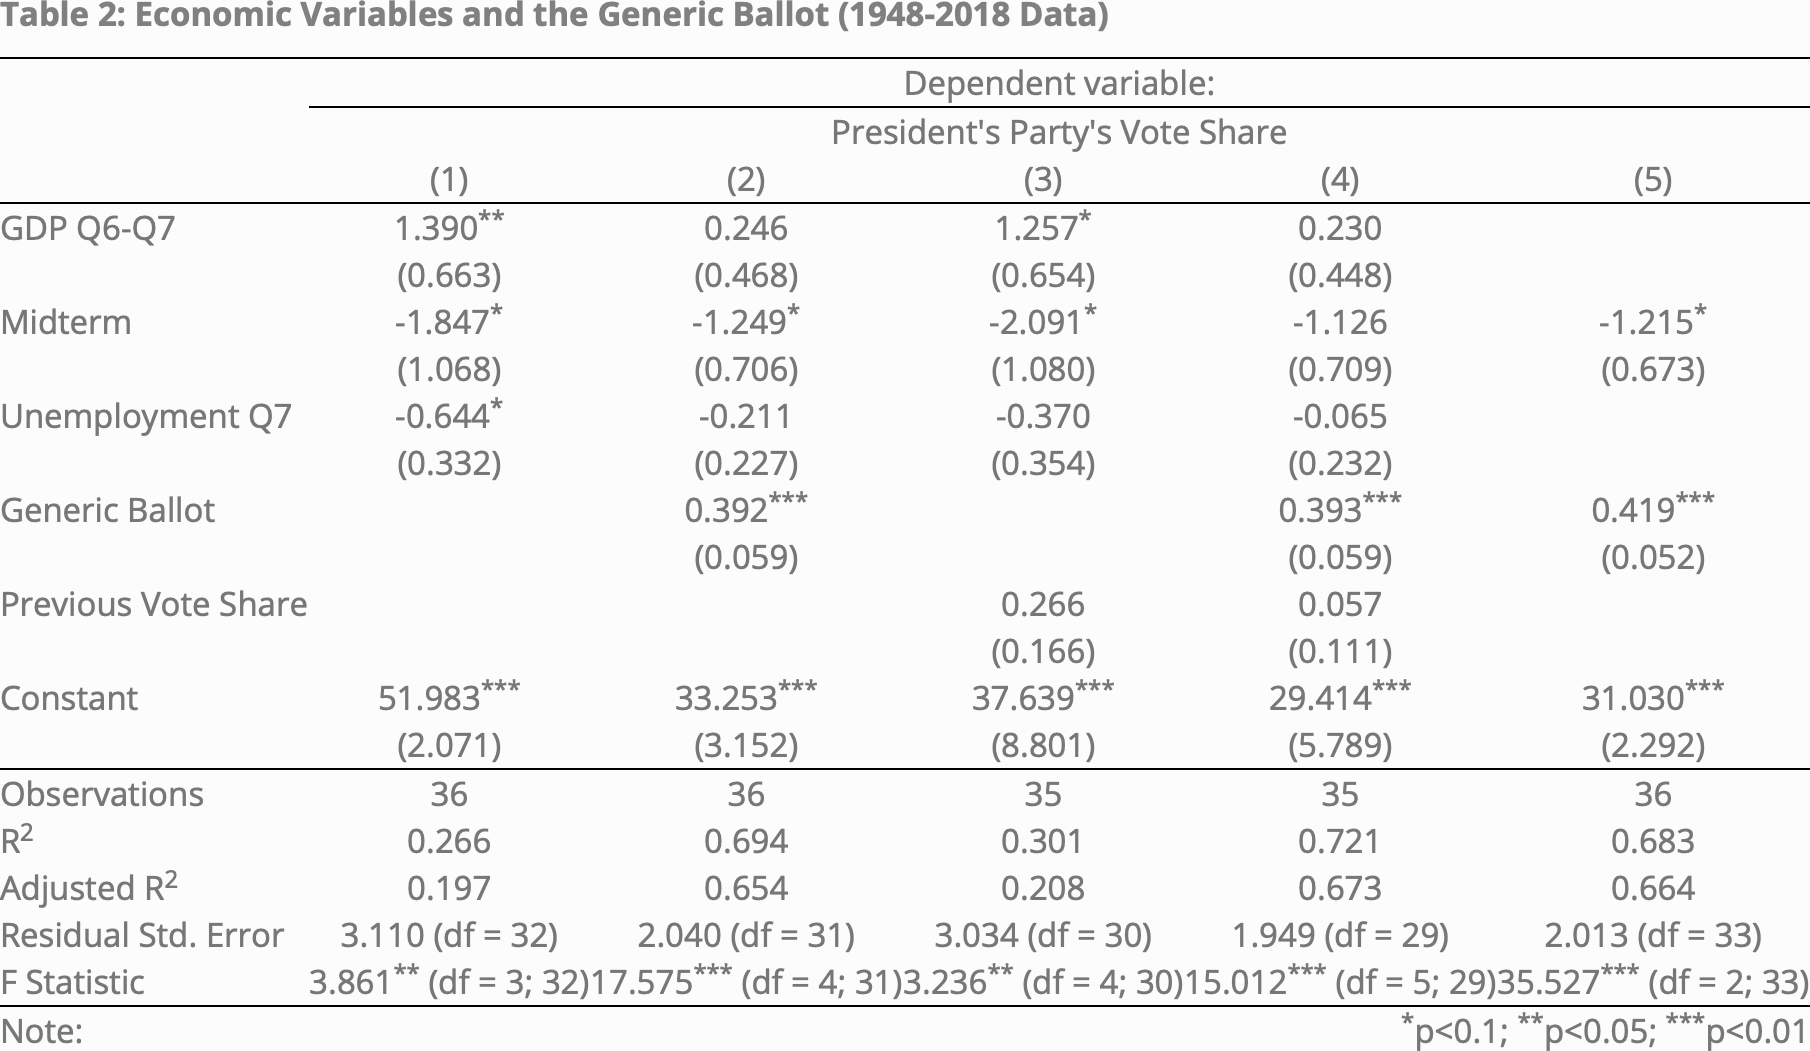 Table 2: Economic Variables and the Generic Ballot (1948-2018 Data)
Dependent variable:
President's Party's Vote Share
(1) (2) (3) (4) (5)
GDP Q6-Q7 1.390** 0.246 1.257* 0.230
(0.663) (0.468) (0.654) (0.448)
Midterm -1.847* -1.249* -2.091* -1.126 -1.215*
(1.068) (0.706) (1.080) (0.709) (0.673)
Unemployment Q7 -0.644* -0.211 -0.370 -0.065
(0.332) (0.227) (0.354) (0.232)
Generic Ballot 0.392*** 0.393*** 0.419***
(0.059) (0.059) (0.052)
Previous Vote Share 0.266 0.057
(0.166) (0.111)
Constant 51.983*** 33.253*** 37.639*** 29.414*** 31.030***
(2.071) (3.152) (8.801) (5.789) (2.292)
Observations 36 36 35 35 36
R2 0.266 0.694 0.301 0.721 0.683
Adjusted R2 0.197 0.654 0.208 0.673 0.664
Residual Std. Error 3.110 (df = 32) 2.040 (df = 31) 3.034 (df = 30) 1.949 (df = 29) 2.013 (df = 33)
F Statistic 3.861** (df = 3; 32) 17.575*** (df = 4; 31) 3.236** (df = 4; 30) 15.012*** (df = 5; 29) 35.527*** (df = 2; 33)
Note: *p<0.1; **p<0.05; ***p<0.01